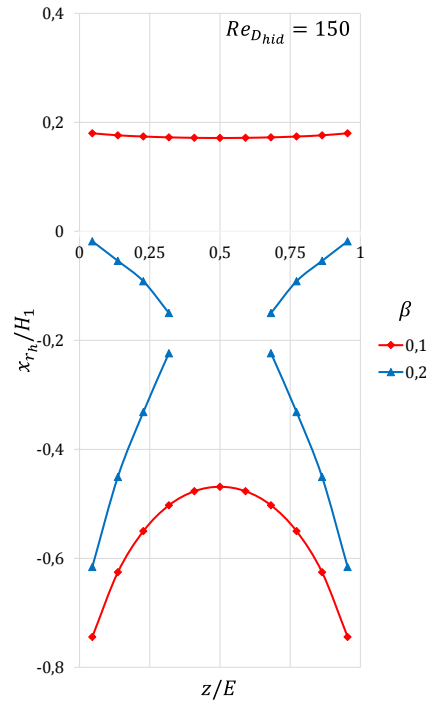 0,4
Re_{D_{hid}} = 150
0,2
0
0 0,25 0,5 0,75 1
β
0,1
0,2
x_{r_h}/H_1
-0,2
-0,4
-0,6
-0,8
z/E